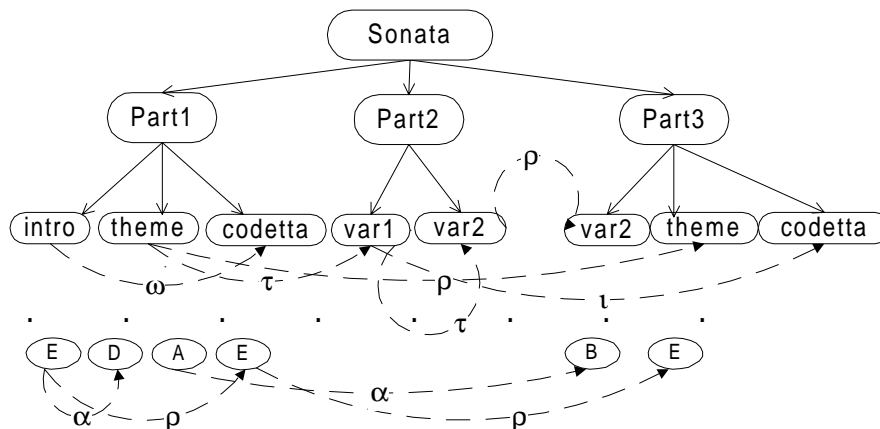 Sonata
Part1 Part2 Part3
ρ
intro theme codetta var1 var2 var2 theme codetta
ω τ ρ ι
τ
E D A E B E
α ρ α ρ